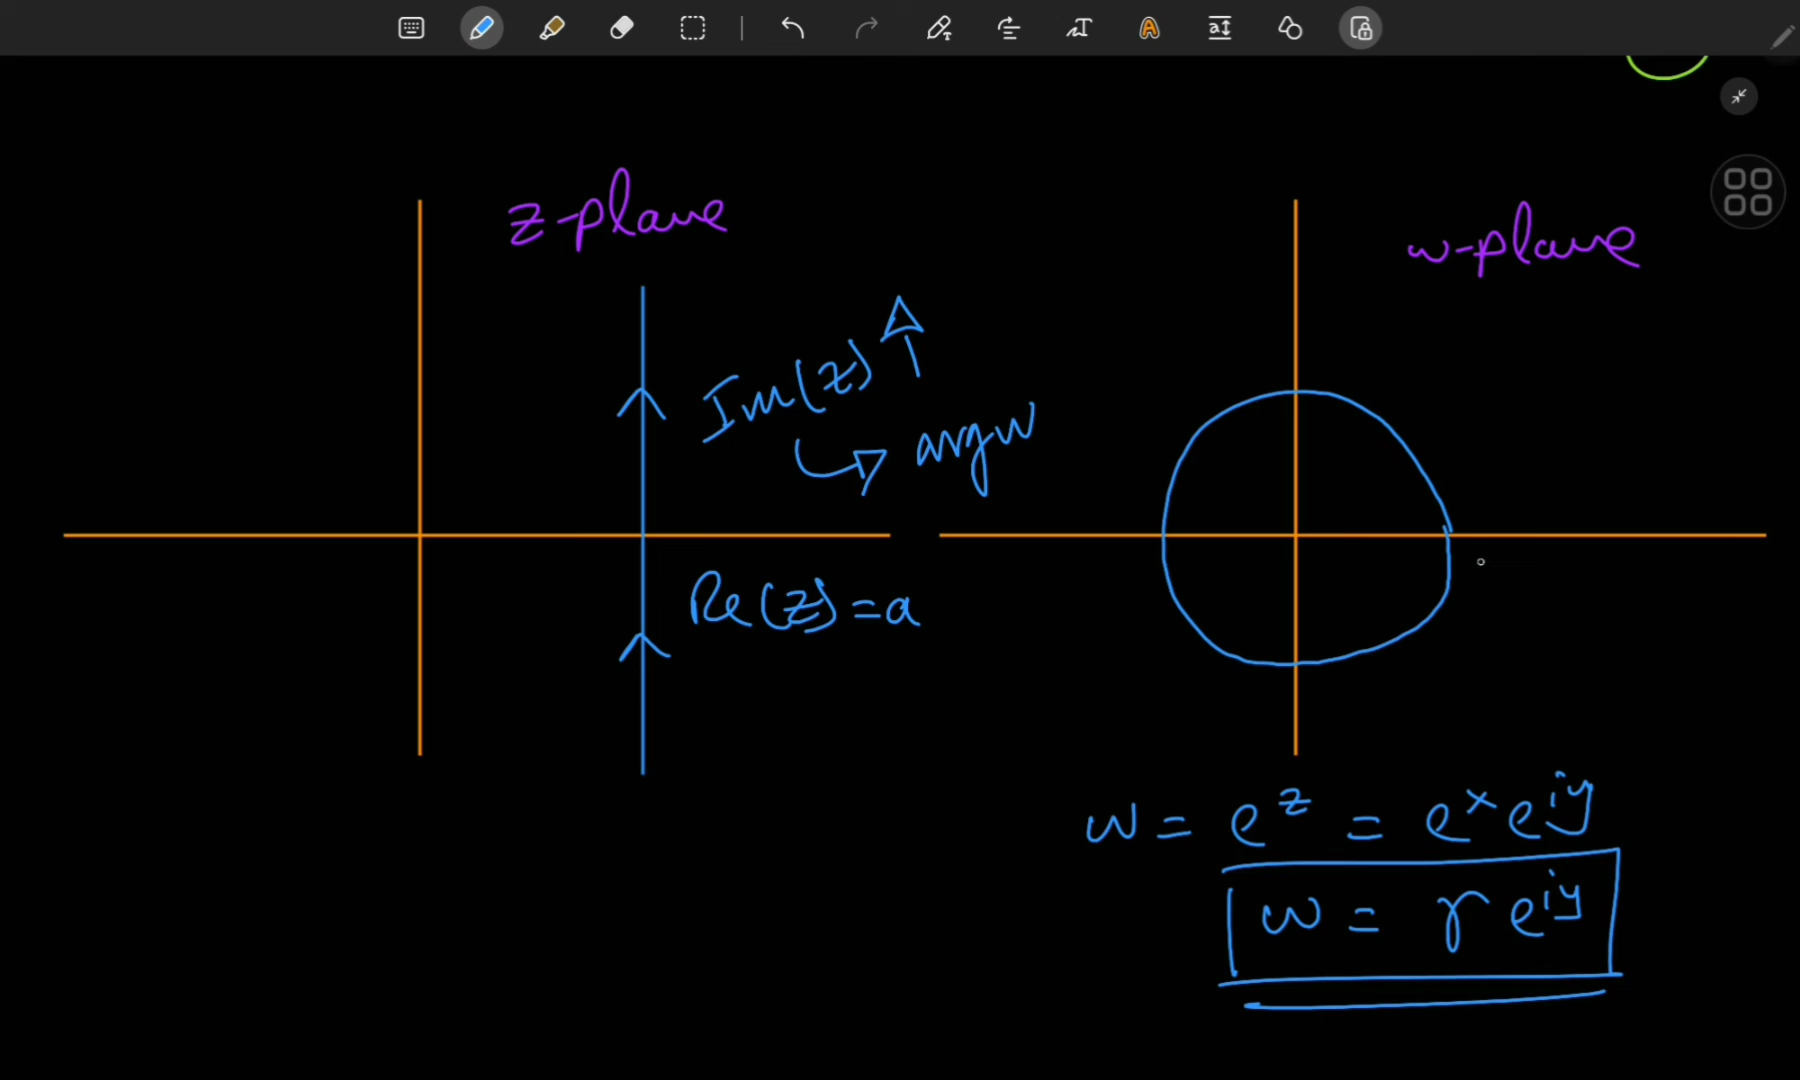 z-plane
w-plane
Im(z) ↑
↳ arg w
Re(z) = a
w = e^z = e^x e^{iy}
w = r e^{iy}